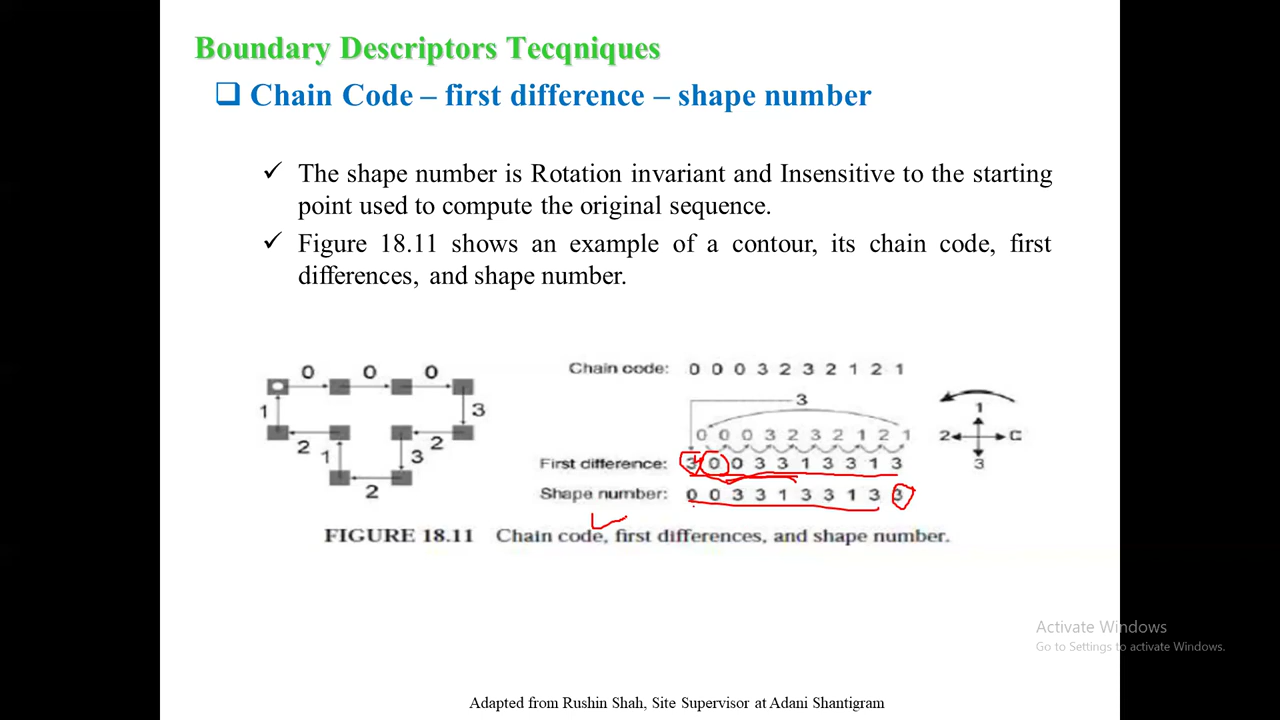 Boundary Descriptors Tecqniques
❑ Chain Code – first difference – shape number
✓ The shape number is Rotation invariant and Insensitive to the starting
point used to compute the original sequence.
✓ Figure 18.11 shows an example of a contour, its chain code, first
differences, and shape number.
0 0 0
1 3
2 1 3 2
2
Chain code: 0 0 0 3 2 3 2 1 2 1
3
0 0 0 3 2 3 2 1 2 1
First difference: 3 0 0 3 3 1 3 3 1 3
Shape number: 0 0 3 3 1 3 3 1 3 3
1
2 C
3
FIGURE 18.11 Chain code, first differences, and shape number.
Activate Windows
Go to Settings to activate Windows.
Adapted from Rushin Shah, Site Supervisor at Adani Shantigram